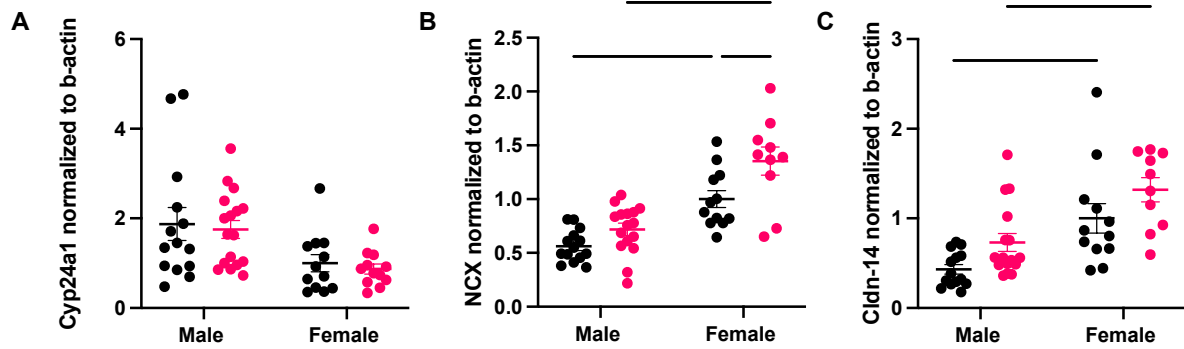 A
Cyp24a1 normalized to b-actin
6
4
2
0
Male
Female
B
NCX normalized to b-actin
2.5
2.0
1.5
1.0
0.5
0.0
Male
Female
C
Cldn-14 normalized to b-actin
3
2
1
0
Male
Female